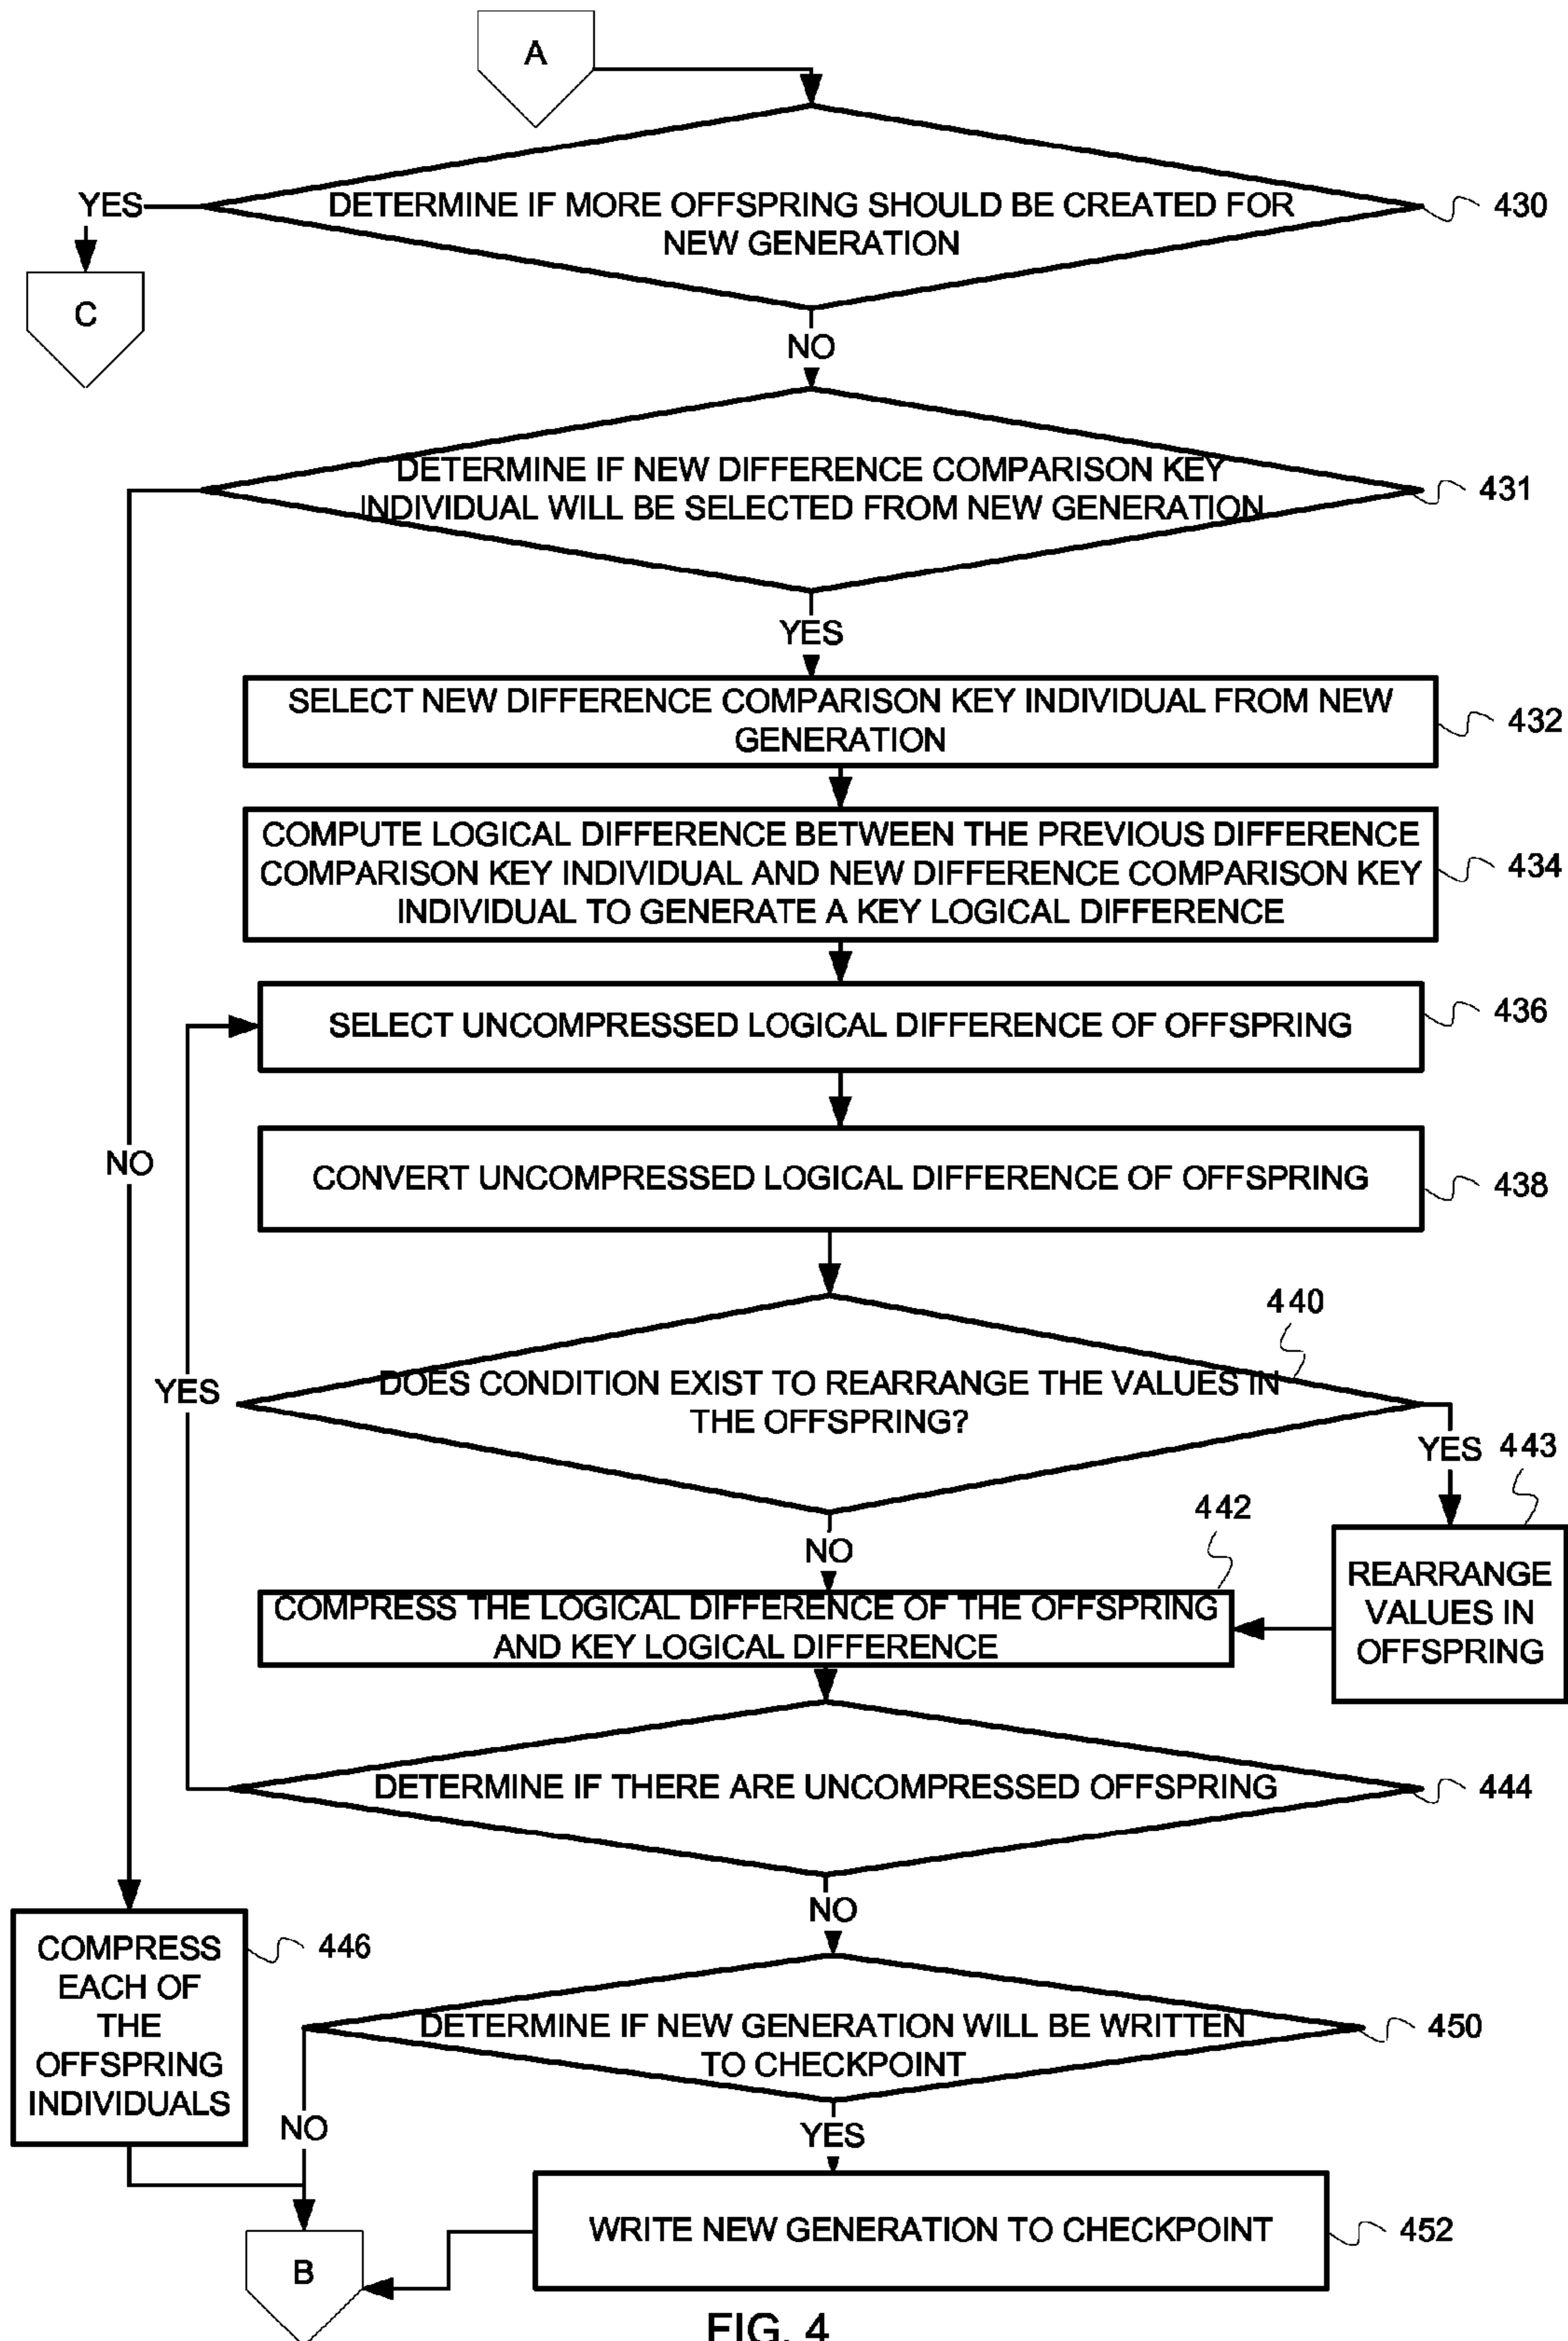 A
YES
DETERMINE IF MORE OFFSPRING SHOULD BE CREATED FOR
NEW GENERATION
430
C
NO
DETERMINE IF NEW DIFFERENCE COMPARISON KEY
INDIVIDUAL WILL BE SELECTED FROM NEW GENERATION
431
YES
SELECT NEW DIFFERENCE COMPARISON KEY INDIVIDUAL FROM NEW
GENERATION
432
COMPUTE LOGICAL DIFFERENCE BETWEEN THE PREVIOUS DIFFERENCE
COMPARISON KEY INDIVIDUAL AND NEW DIFFERENCE COMPARISON KEY
INDIVIDUAL TO GENERATE A KEY LOGICAL DIFFERENCE
434
SELECT UNCOMPRESSED LOGICAL DIFFERENCE OF OFFSPRING
436
NO
CONVERT UNCOMPRESSED LOGICAL DIFFERENCE OF OFFSPRING
438
440
YES
DOES CONDITION EXIST TO REARRANGE THE VALUES IN
THE OFFSPRING?
YES
443
442
NO
REARRANGE
VALUES IN
OFFSPRING
COMPRESS THE LOGICAL DIFFERENCE OF THE OFFSPRING
AND KEY LOGICAL DIFFERENCE
DETERMINE IF THERE ARE UNCOMPRESSED OFFSPRING
444
NO
COMPRESS
EACH OF
THE
OFFSPRING
INDIVIDUALS
446
DETERMINE IF NEW GENERATION WILL BE WRITTEN
TO CHECKPOINT
450
NO
YES
WRITE NEW GENERATION TO CHECKPOINT
452
B
FIG. 4